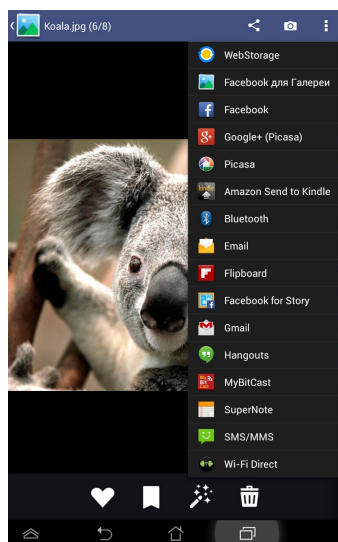 Koala.jpg (6/8)
WebStorage
Facebook для Галереи
Facebook
Google+ (Picasa)
Picasa
Amazon Send to Kindle
Bluetooth
Email
Flipboard
Facebook for Story
Gmail
Hangouts
MyBitCast
SuperNote
SMS/MMS
Wi-Fi Direct